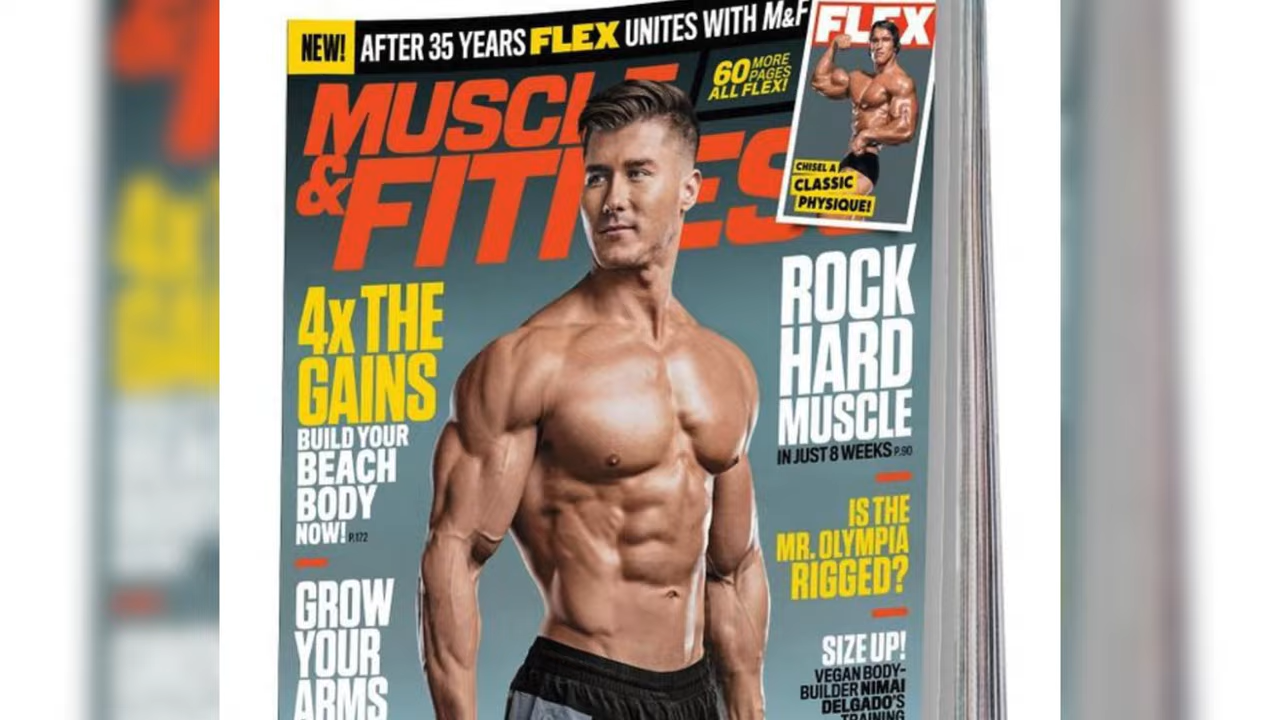 NEW! AFTER 35 YEARS FLEX UNITES WITH M&F
FLEX
60 MORE
PAGES
ALL FLEX!
MUSCLE
& FITNESS
CHISEL A
CLASSIC
PHYSIQUE!
4x THE
GAINS
BUILD YOUR
BEACH
BODY
NOW! P.172
GROW
YOUR
ARMS
ROCK
HARD
MUSCLE
IN JUST 8 WEEKS P.90
IS THE
MR. OLYMPIA
RIGGED?
SIZE UP!
VEGAN BODY-
BUILDER NIMAI
DELGADO'S
TRAINING